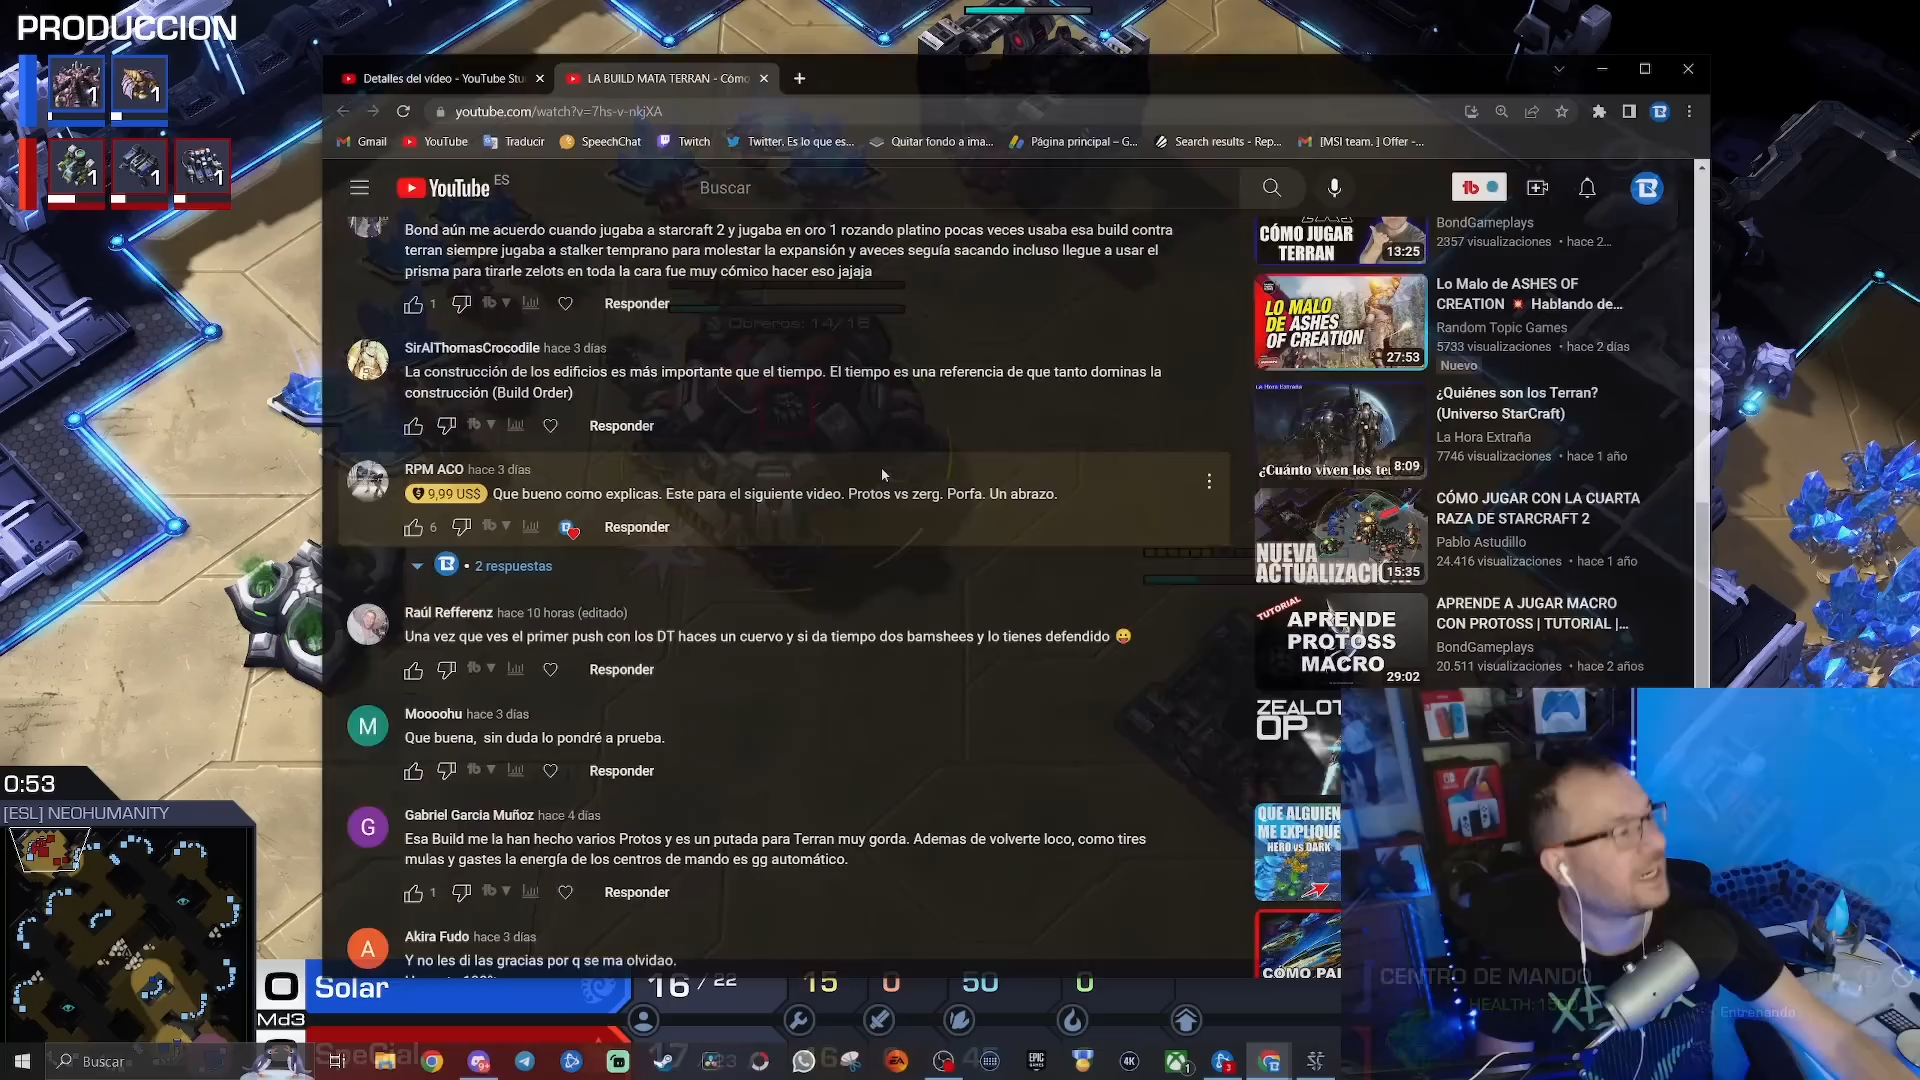 PRODUCCION
1
1
1
1
1
Detalles del vídeo - YouTube Stu
LA BUILD MATA TERRAN - Cómo
youtube.com/watch?v=7hs-v-nkjXA
Gmail
YouTube
Traducir
SpeechChat
Twitch
Twitter. Es lo que es...
Quitar fondo a ima...
Página principal – G...
Search results - Rep...
[MSI team. ] Offer -...
YouTube ES
Buscar
Bond aún me acuerdo cuando jugaba a starcraft 2 y jugaba en oro 1 rozando platino pocas veces usaba esa build contra
terran siempre jugaba a stalker temprano para molestar la expansión y aveces seguía sacando incluso llegue a usar el
prisma para tirarle zelots en toda la cara fue muy cómico hacer eso jajaja
1
Responder
Obreros: 14/16
SirAlThomasCrocodile hace 3 días
La construcción de los edificios es más importante que el tiempo. El tiempo es una referencia de que tanto dominas la
construcción (Build Order)
Responder
RPM ACO hace 3 días
9,99 US$ Que bueno como explicas. Este para el siguiente video. Protos vs zerg. Porfa. Un abrazo.
6
Responder
• 2 respuestas
Raúl Refferenz hace 10 horas (editado)
Una vez que ves el primer push con los DT haces un cuervo y si da tiempo dos bamshees y lo tienes defendido 😛
Responder
M
Moooohu hace 3 días
Que buena, sin duda lo pondré a prueba.
Responder
G
Gabriel Garcia Muñoz hace 4 días
Esa Build me la han hecho varios Protos y es un putada para Terran muy gorda. Ademas de volverte loco, como tires
mulas y gastes la energía de los centros de mando es gg automático.
1
Responder
A
Akira Fudo hace 3 días
Y no les di las gracias por q se ma olvidao.
CÓMO JUGAR
TERRAN
13:25
BondGameplays
2357 visualizaciones • hace 2...
LO MALO
DE ASHES
OF CREATION
27:53
Lo Malo de ASHES OF
CREATION 💥 Hablando de...
Random Topic Games
5733 visualizaciones • hace 2 días
Nuevo
La Hora Extraña
¿Cuánto viven los te
8:09
¿Quiénes son los Terran?
(Universo StarCraft)
La Hora Extraña
7746 visualizaciones • hace 1 año
NUEVA
ACTUALIZACI
15:35
CÓMO JUGAR CON LA CUARTA
RAZA DE STARCRAFT 2
Pablo Astudillo
24.416 visualizaciones • hace 1 año
TUTORIAL
APRENDE
PROTOSS
MACRO
29:02
APRENDE A JUGAR MACRO
CON PROTOSS | TUTORIAL |...
BondGameplays
20.511 visualizaciones • hace 2 años
ZEALOT
OP
QUE ALGUIEN
ME EXPLIQUE
HERO vs DARK
COMO PA
0:53
[ESL] NEOHUMANITY
0
Solar
Md3
16 / 22
15
0
50
0
CENTRO DE MANDO
Entrenando
Buscar